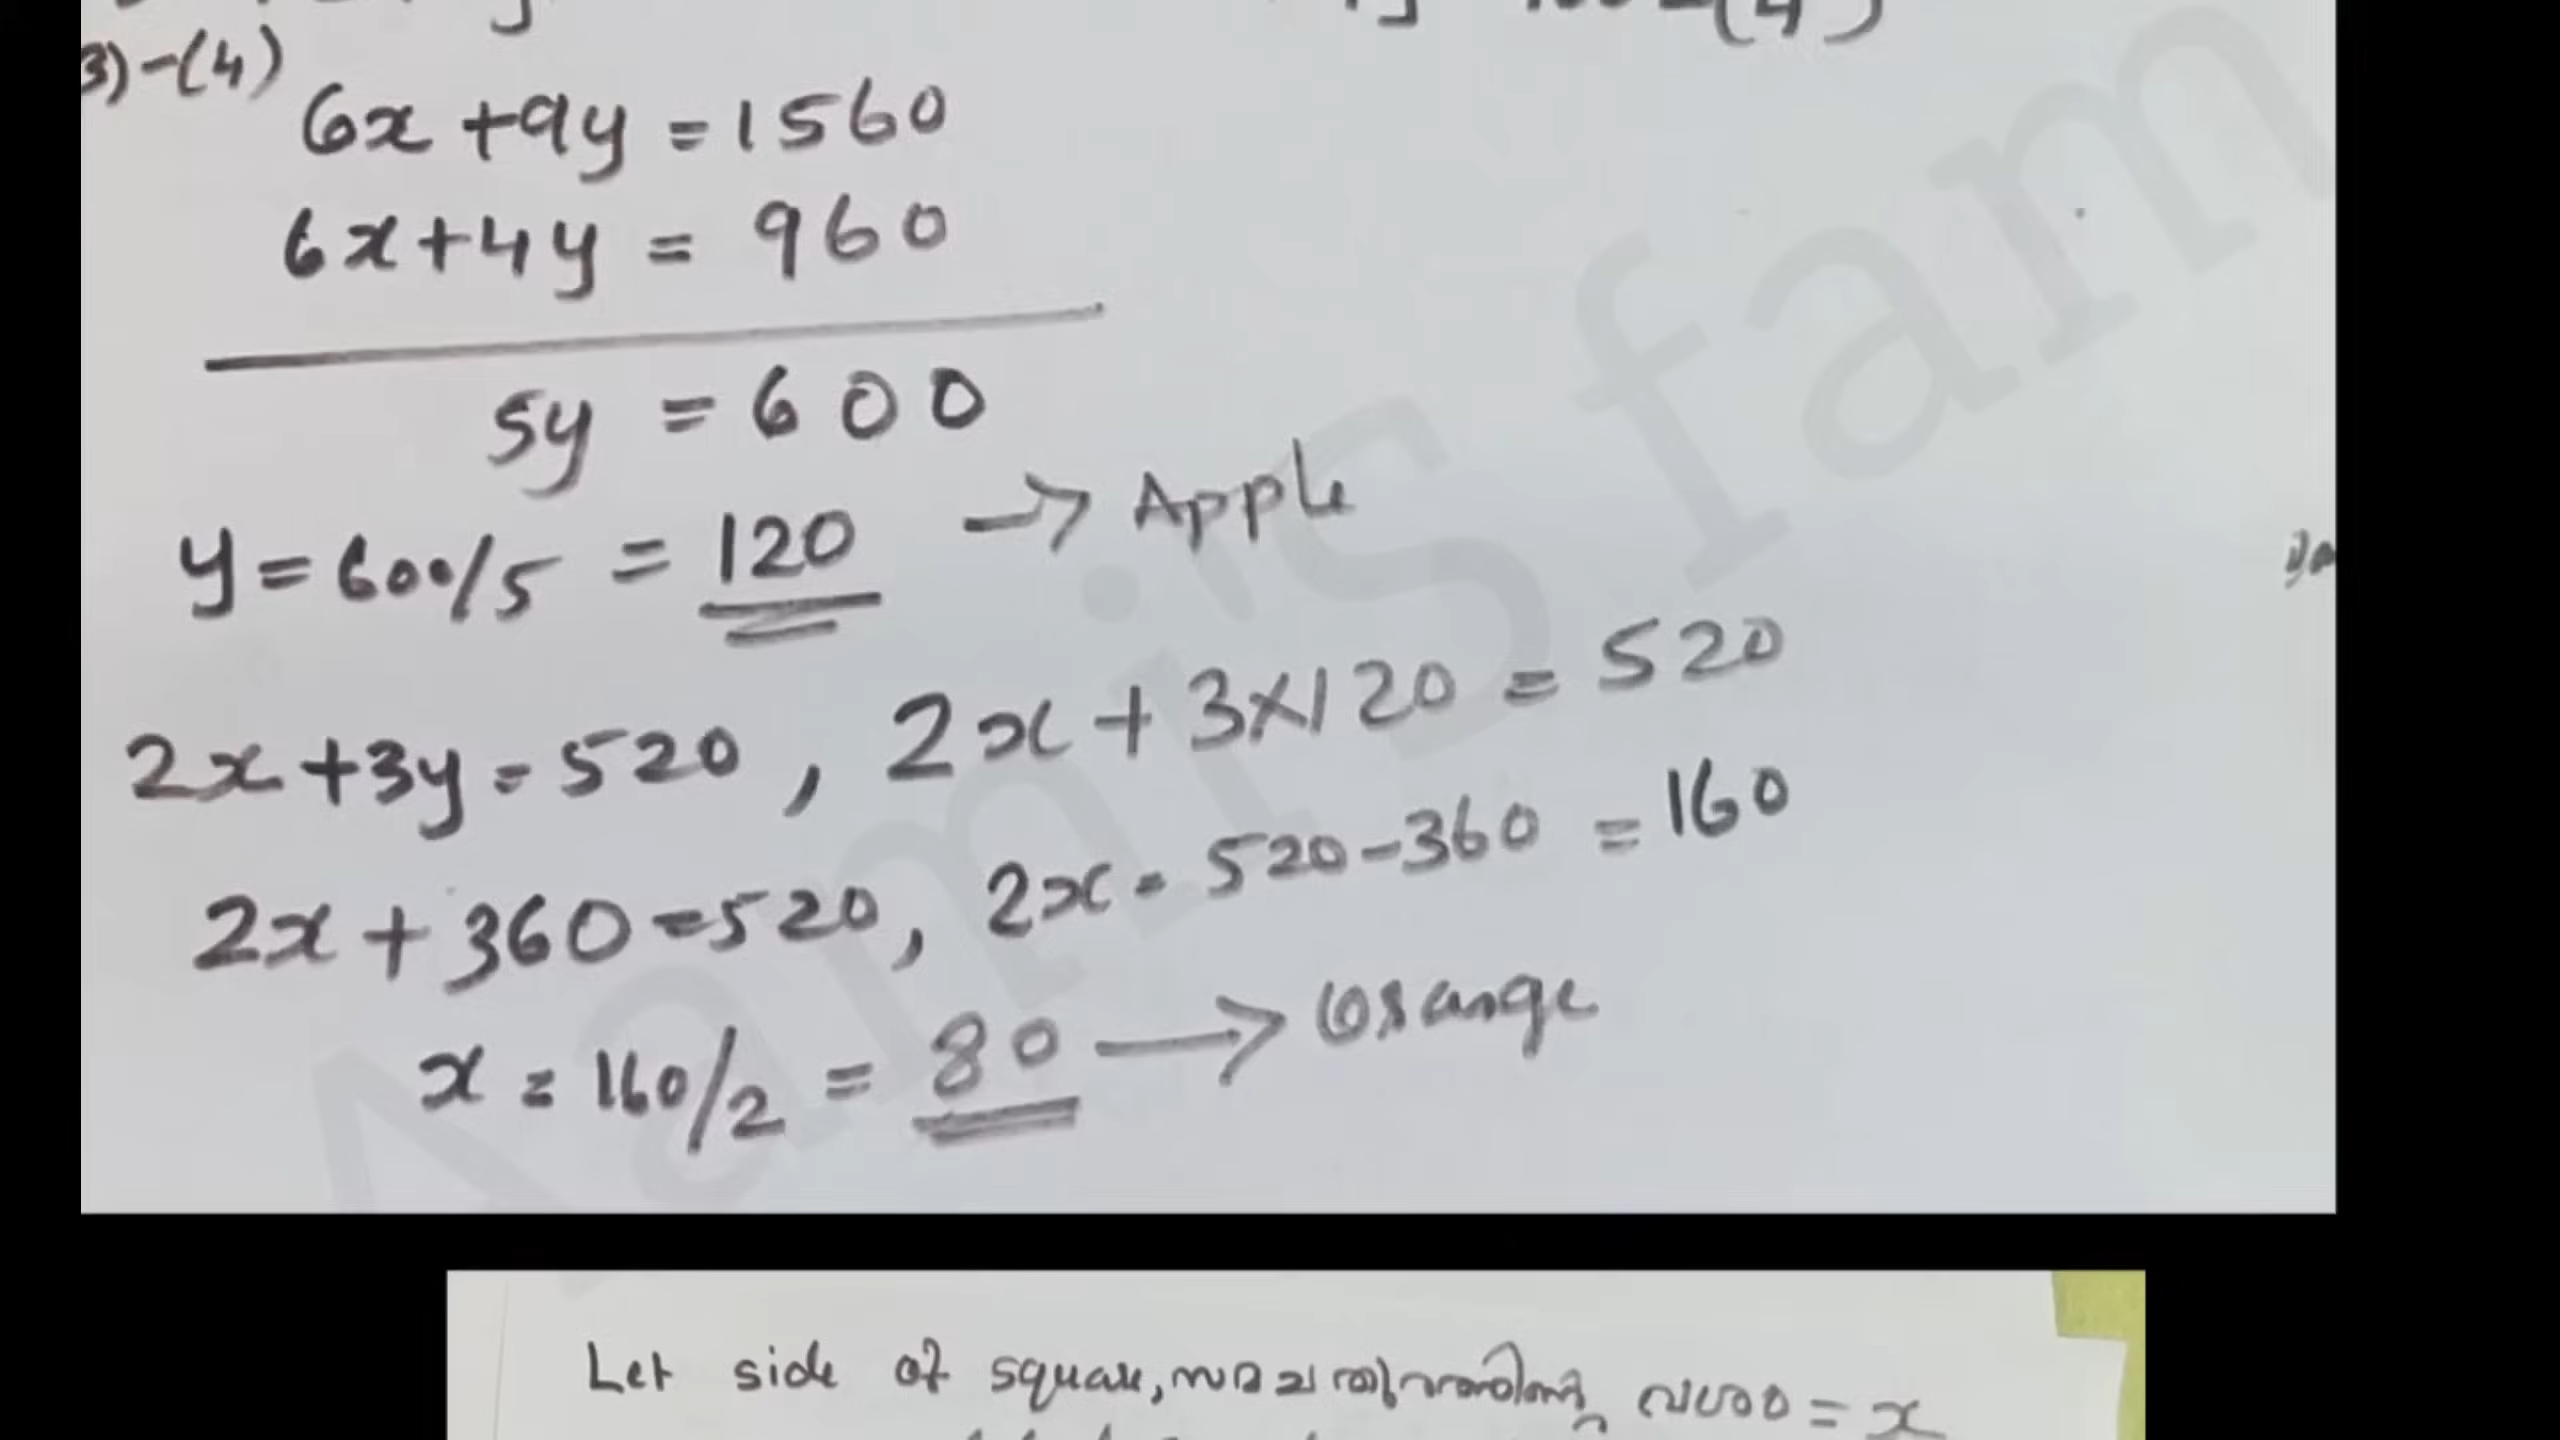 3)-(4)
6x+9y=1560
6x+4y = 960
5y = 600
y=600/5 = 120 → Apple
2x+3y=520, 2x+3×120 = 520
2x+360=520, 2x=520-360 = 160
x = 160/2 = 80 → Orange
Let side of square, സമചതുരത്തിന്റെ വശം = x
Aamis fam